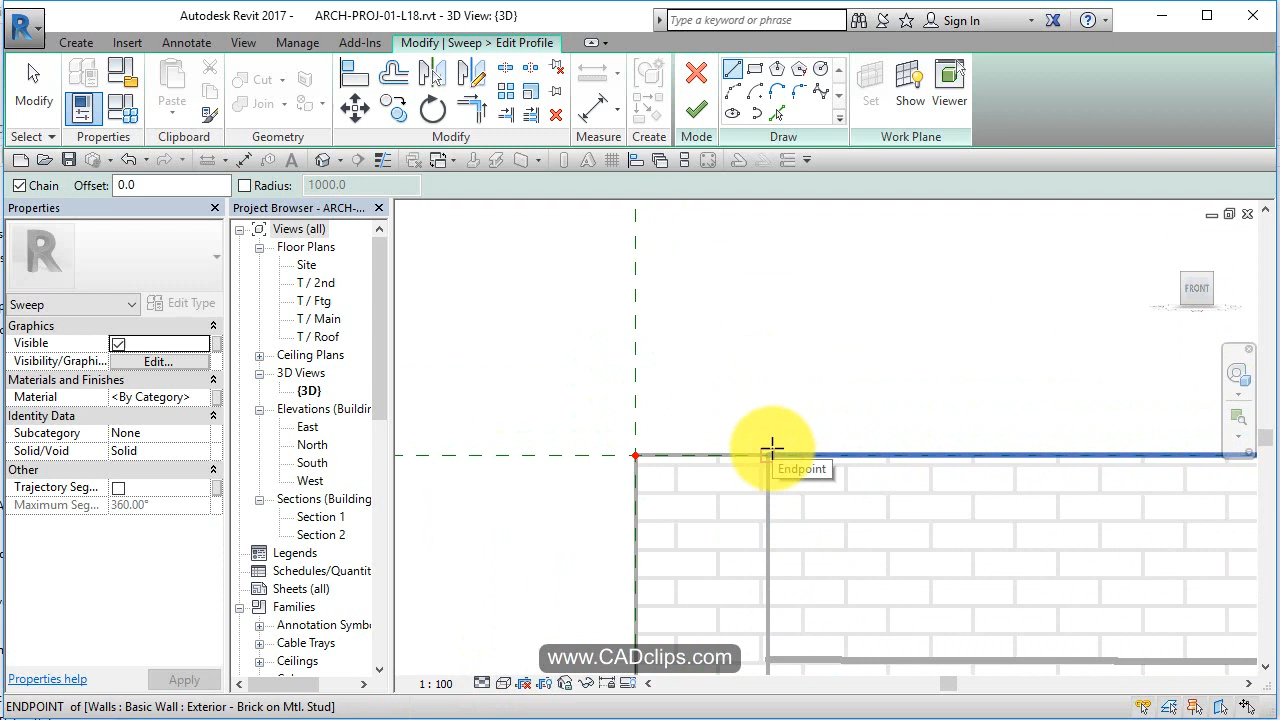 Autodesk Revit 2017 - ARCH-PROJ-01-L18.rvt - 3D View: {3D}
Type a keyword or phrase
Sign In
Create Insert Annotate View Manage Add-Ins Modify | Sweep > Edit Profile
Modify
Paste
Cut
Join
Set
Show
Viewer
Select Properties Clipboard Geometry Modify Measure Create Mode Draw Work Plane
Chain Offset: 0.0 Radius: 1000.0
Properties
Sweep
Edit Type
Graphics
Visible
Visibility/Graphi... Edit...
Materials and Finishes
Material <By Category>
Identity Data
Subcategory None
Solid/Void Solid
Other
Trajectory Seg...
Maximum Seg... 360.00°
Properties help
Apply
Project Browser - ARCH-...
Views (all)
Floor Plans
Site
T / 2nd
T / Ftg
T / Main
T / Roof
Ceiling Plans
3D Views
{3D}
Elevations (Buildin
East
North
South
West
Sections (Building
Section 1
Section 2
Legends
Schedules/Quantit
Sheets (all)
Families
Annotation Symb
Cable Trays
Ceilings
FRONT
Endpoint
www.CADclips.com
1 : 100
ENDPOINT of [Walls : Basic Wall : Exterior - Brick on Mtl. Stud]